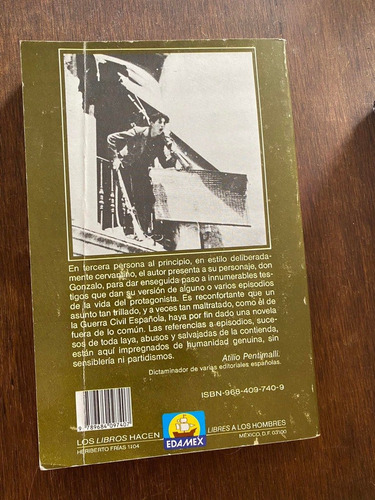 En tercera persona al principio, en estilo deliberada-
mente cervantino, el autor presenta a su personaje, don
Gonzalo, para dar enseguida paso a innumerables tes-
tigos que dan su versión de alguno o varios episodios
de la vida del protagonista. Es reconfortante que un
asunto tan trillado, y a veces tan maltratado, como él de
la Guerra Civil Española, haya por fin dado una novela
fuera de lo común. Las referencias a episodios, suce-
sos de toda laya, abusos y salvajadas de la contienda,
están aquí impregnados de humanidad genuina, sin
sensiblería ni partidismos.
Atilio Pentimalli.
Dictaminador de varias editoriales españolas.
ISBN-968-409-740-9
9 789684 097407
LOS LIBROS HACEN LIBRES A LOS HOMBRES
HERIBERTO FRIAS 1104 EDAMEX MÉXICO, D.F. 03100